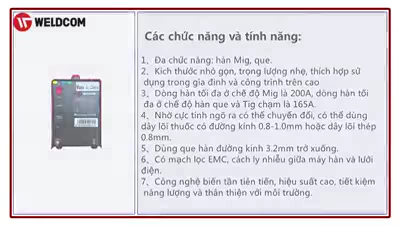 WELDCOM
Các chức năng và tính năng:
1、Đa chức năng: hàn Mig, que.
2、Kích thước nhỏ gọn, trọng lượng nhẹ, thích hợp sử
dụng trong gia đình và công trình trên cao
3、Dòng hàn tối đa ở chế độ Mig là 200A, dòng hàn tối
đa ở chế độ hàn que và Tig chạm là 165A.
4、Nhờ cực tính ngõ ra có thể chuyển đổi, có thể dùng
dây lõi thuốc có đường kính 0.8-1.0mm hoặc dây lõi thép
0.8mm.
5、Dùng que hàn đường kính 3.2mm trở xuống.
6、Có mạch lọc EMC, cách ly nhiễu giữa máy hàn và lưới
điện.
7、Công nghệ biến tần tiên tiến, hiệu suất cao, tiết kiệm
năng lượng và thân thiện với môi trường.